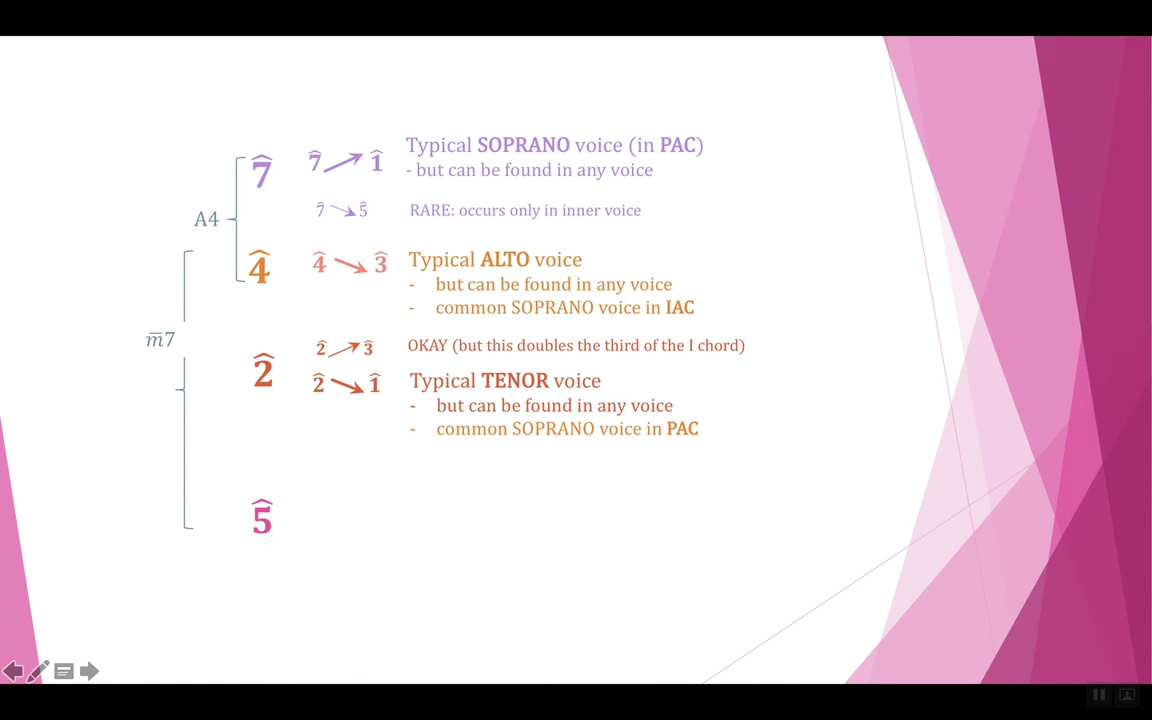 7̂ 7̂ 1̂ Typical SOPRANO voice (in PAC)
- but can be found in any voice
A4 7̂ 5̂ RARE: occurs only in inner voice
4̂ 4̂ 3̂ Typical ALTO voice
- but can be found in any voice
- common SOPRANO voice in IAC
m̅7 2̂ 3̂ OKAY (but this doubles the third of the I chord)
2̂ 2̂ 1̂ Typical TENOR voice
- but can be found in any voice
- common SOPRANO voice in PAC
5̂